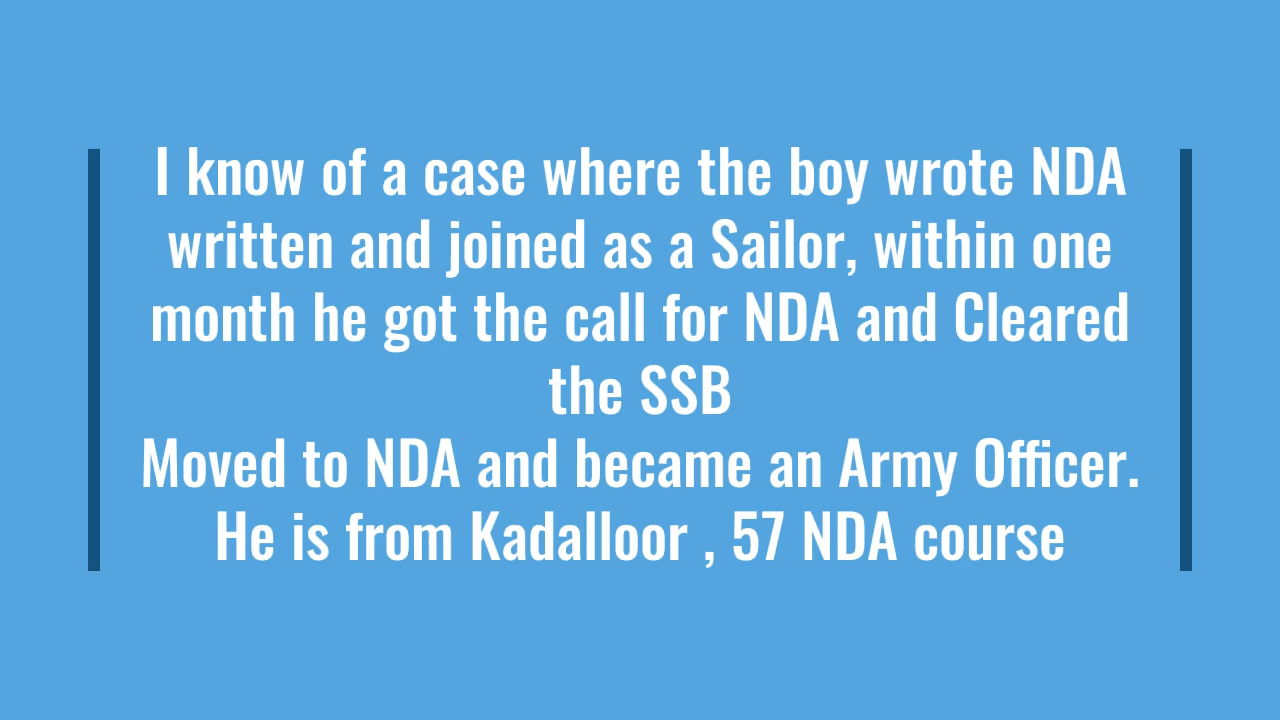 I know of a case where the boy wrote NDA
written and joined as a Sailor, within one
month he got the call for NDA and Cleared
the SSB
Moved to NDA and became an Army Officer.
He is from Kadalloor , 57 NDA course